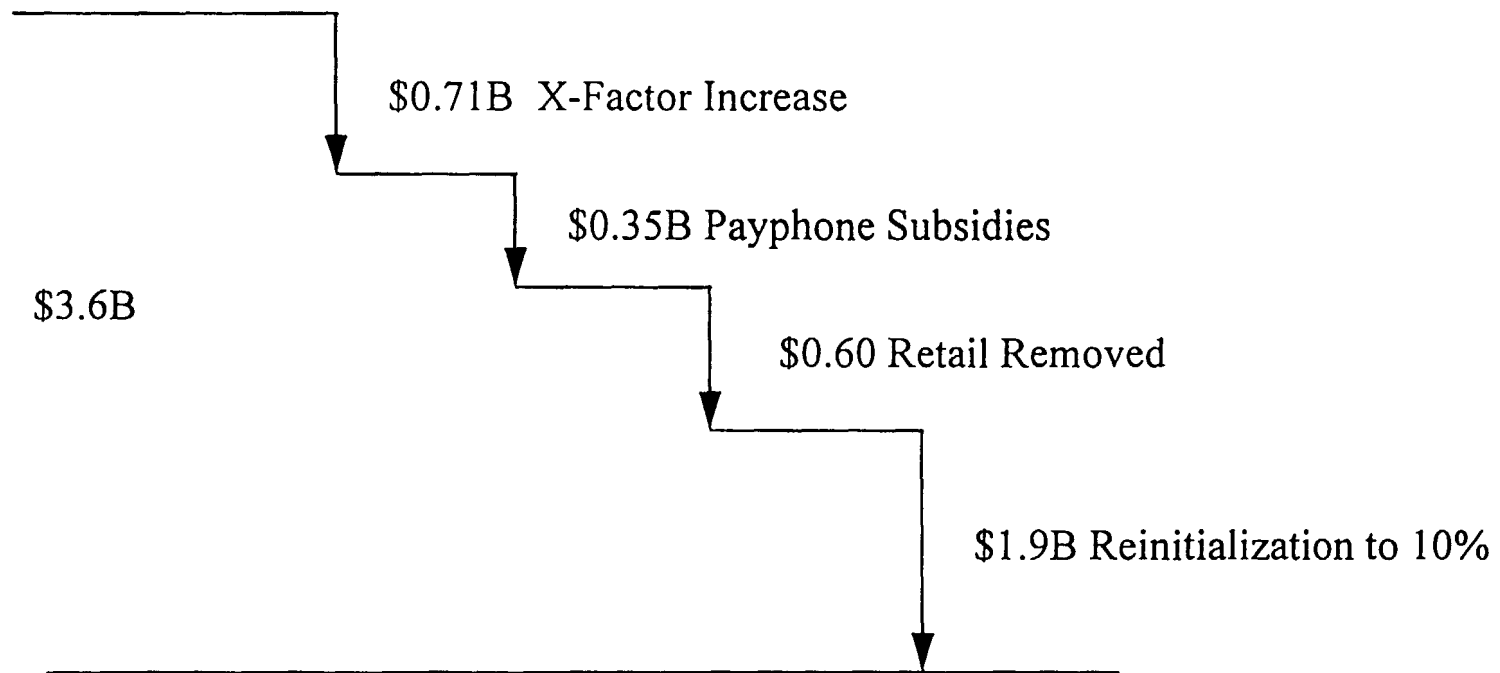 $0.71B X-Factor Increase
$0.35B Payphone Subsidies
$3.6B
$0.60 Retail Removed
$1.9B Reinitialization to 10%